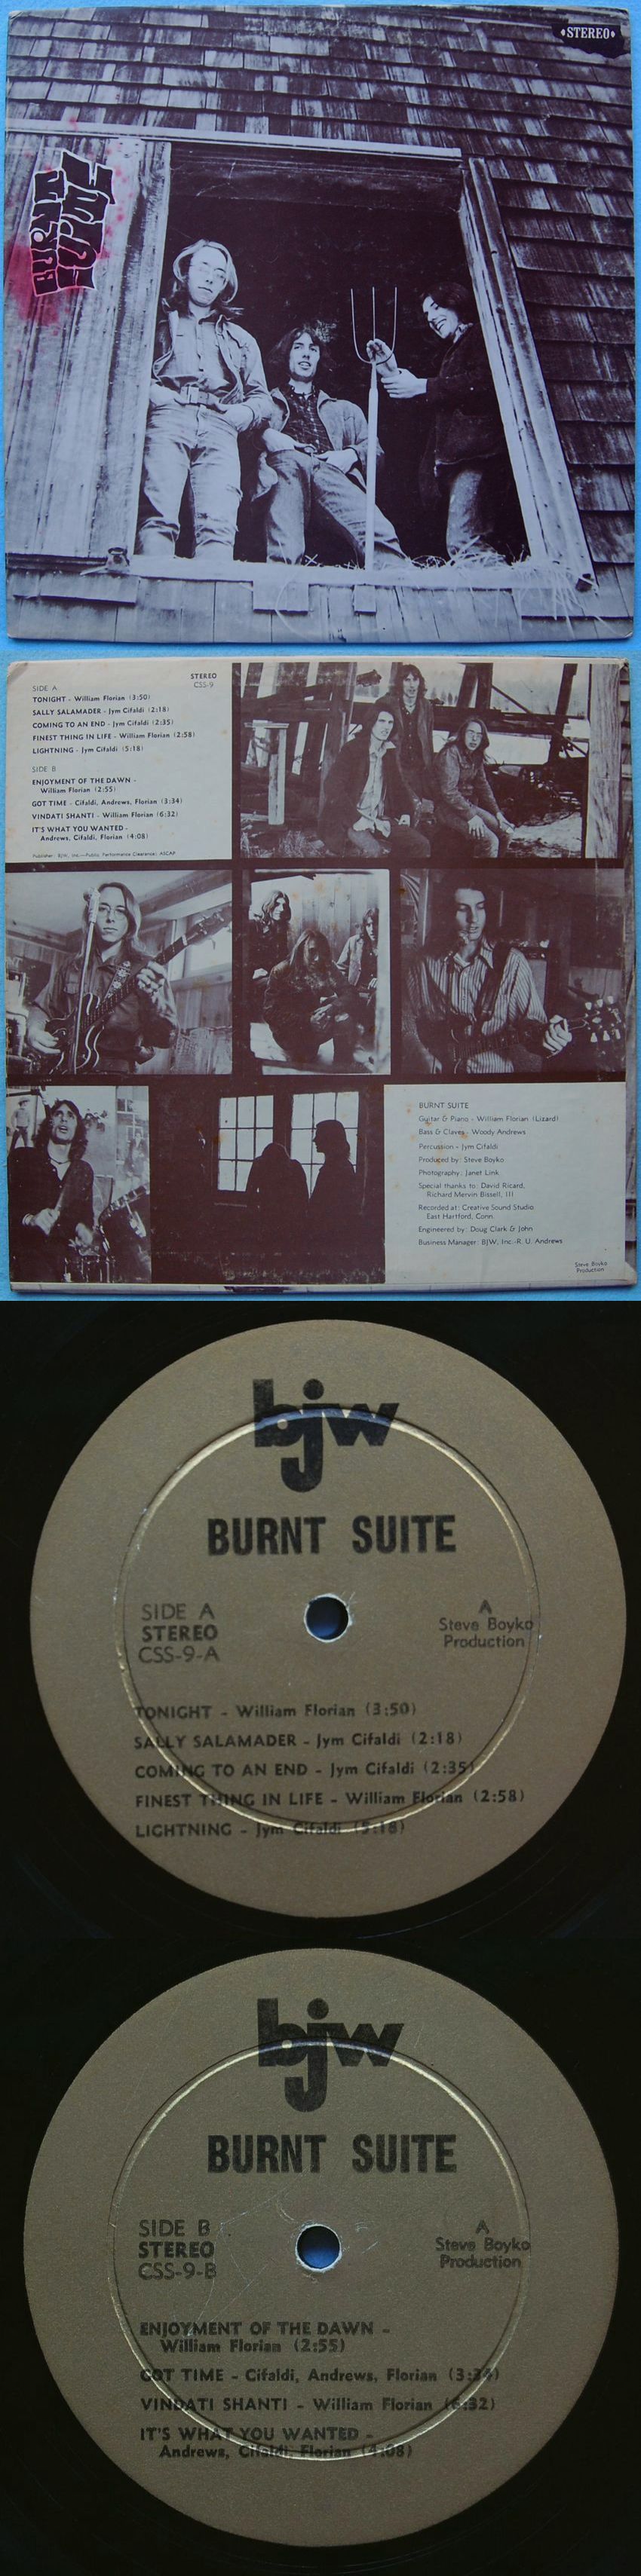 •STEREO•
BURNT
SUITE
SIDE A
TONIGHT - William Florian (3:50)
SALLY SALAMADER - Jym Cifaldi (2:18)
COMING TO AN END - Jym Cifaldi (2:35)
FINEST THING IN LIFE - William Florian (2:58)
LIGHTNING - Jym Cifaldi (5:18)
STEREO
CSS-9
SIDE B
ENJOYMENT OF THE DAWN -
William Florian (2:55)
GOT TIME - Cifaldi, Andrews, Florian (3:34)
VINDATI SHANTI - William Florian (6:32)
IT'S WHAT YOU WANTED -
Andrews, Cifaldi, Florian (4:08)
Publisher: BJW, Inc.—Public Performance Clearance: ASCAP
BURNT SUITE
Guitar & Piano - William Florian (Lizard)
Bass & Claves - Woody Andrews
Percussion - Jym Cifaldi
Produced by: Steve Boyko
Photography: Janet Link
Special thanks to: David Ricard,
Richard Mervin Bissell, III
Recorded at: Creative Sound Studio
East Hartford, Conn.
Engineered by: Doug Clark & John
Business Manager: BJW, Inc.-R. U. Andrews
Steve Boyko
Production
bjw
BURNT SUITE
SIDE A
STEREO
CSS-9-A
A
Steve Boyko
Production
TONIGHT - William Florian (3:50)
SALLY SALAMADER - Jym Cifaldi (2:18)
COMING TO AN END - Jym Cifaldi (2:35)
FINEST THING IN LIFE - William Florian (2:58)
LIGHTNING - Jym Cifaldi (5:18)
bjw
BURNT SUITE
SIDE B
STEREO
CSS-9-B
A
Steve Boyko
Production
ENJOYMENT OF THE DAWN -
William Florian (2:55)
GOT TIME - Cifaldi, Andrews, Florian (3:34)
VINDATI SHANTI - William Florian (6:32)
IT'S WHAT YOU WANTED -
Andrews, Cifaldi, Florian (4:08)